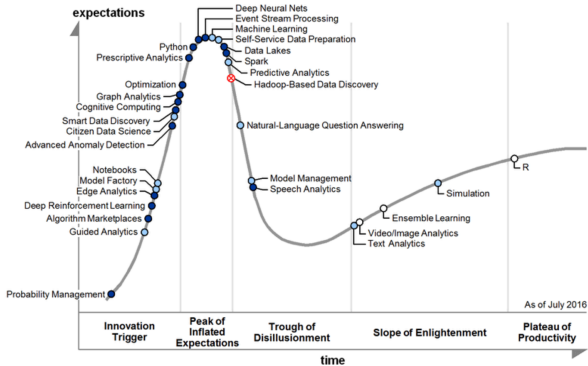 expectations
Deep Neural Nets
Event Stream Processing
Machine Learning
Self-Service Data Preparation
Python
Data Lakes
Prescriptive Analytics
Spark
Predictive Analytics
Optimization
Hadoop-Based Data Discovery
Graph Analytics
Cognitive Computing
Smart Data Discovery
Citizen Data Science
Natural-Language Question Answering
Advanced Anomaly Detection
R
Notebooks
Model Factory
Model Management
Edge Analytics
Speech Analytics
Simulation
Deep Reinforcement Learning
Algorithm Marketplaces
Ensemble Learning
Guided Analytics
Video/Image Analytics
Text Analytics
Probability Management
As of July 2016
Innovation
Trigger
Peak of
Inflated
Expectations
Trough of
Disillusionment
Slope of Enlightenment
Plateau of
Productivity
time